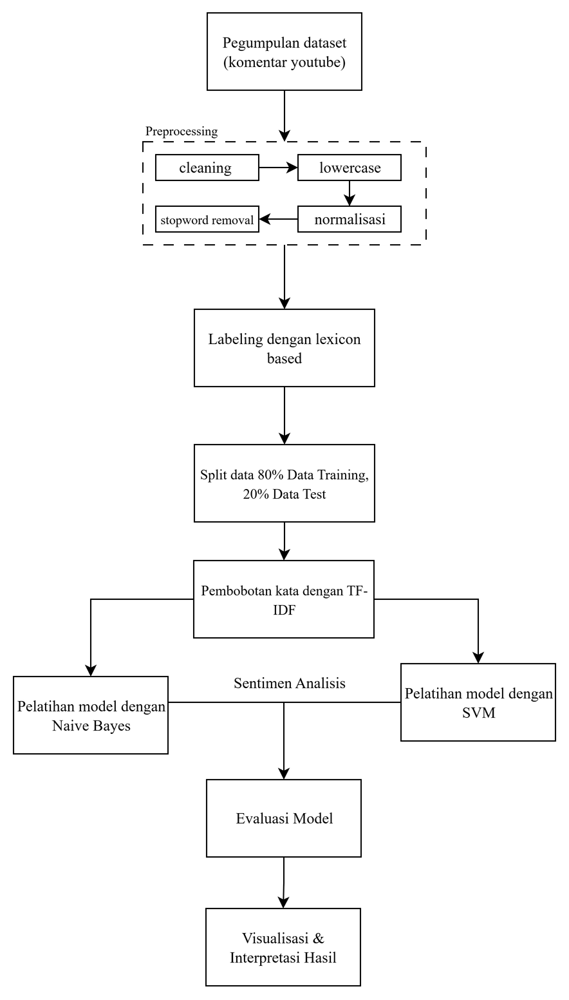 Pegumpulan dataset
(komentar youtube)
Preprocessing
cleaning
lowercase
normalisasi
stopword removal
Labeling dengan lexicon
based
Split data 80% Data Training,
20% Data Test
Pembobotan kata dengan TF-
IDF
Pelatihan model dengan
Naive Bayes
Sentimen Analisis
Pelatihan model dengan
SVM
Evaluasi Model
Visualisasi &
Interpretasi Hasil